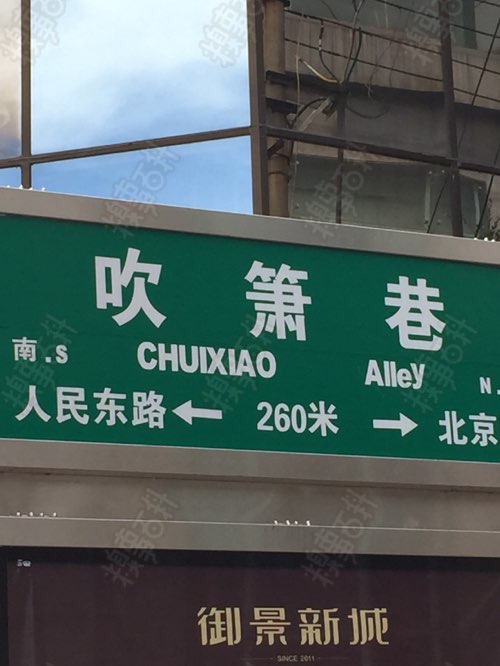 吹箫巷
南.S CHUIXIAO Alley N
人民东路 ← 260米 → 北京
御景新城
SINCE 2011